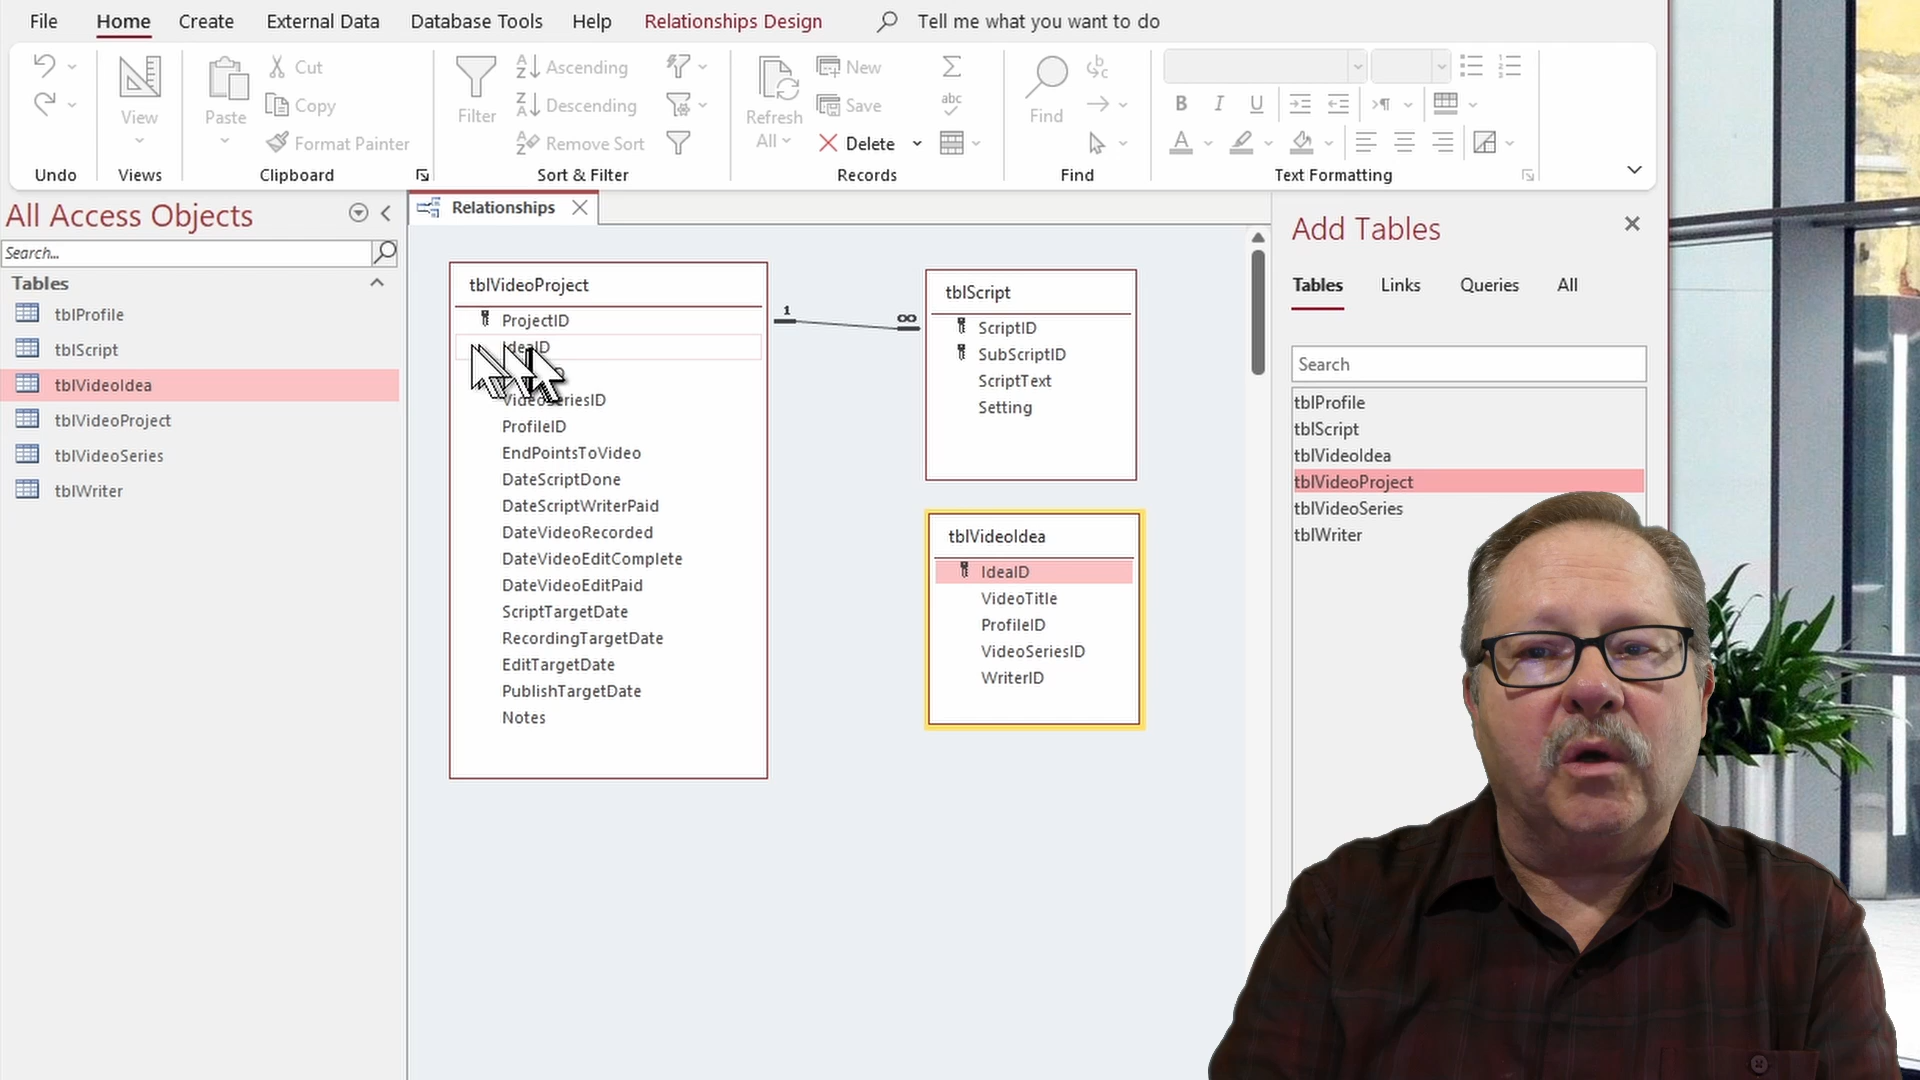 File Home Create External Data Database Tools Help Relationships Design Tell me what you want to do
Undo
View
Views
Paste
Cut
Copy
Format Painter
Clipboard
Filter
Ascending
Descending
Remove Sort
Sort & Filter
Refresh
All
New
Save
Delete
Records
Find
Find
Text Formatting
All Access Objects
Search...
Tables
tblProfile
tblScript
tblVideoIdea
tblVideoProject
tblVideoSeries
tblWriter
Relationships
tblVideoProject
ProjectID
IdeaID
VideoSeriesID
ProfileID
EndPointsToVideo
DateScriptDone
DateScriptWriterPaid
DateVideoRecorded
DateVideoEditComplete
DateVideoEditPaid
ScriptTargetDate
RecordingTargetDate
EditTargetDate
PublishTargetDate
Notes
1 ∞
tblScript
ScriptID
SubScriptID
ScriptText
Setting
tblVideoIdea
IdeaID
VideoTitle
ProfileID
VideoSeriesID
WriterID
Add Tables
Tables Links Queries All
Search
tblProfile
tblScript
tblVideoIdea
tblVideoProject
tblVideoSeries
tblWriter